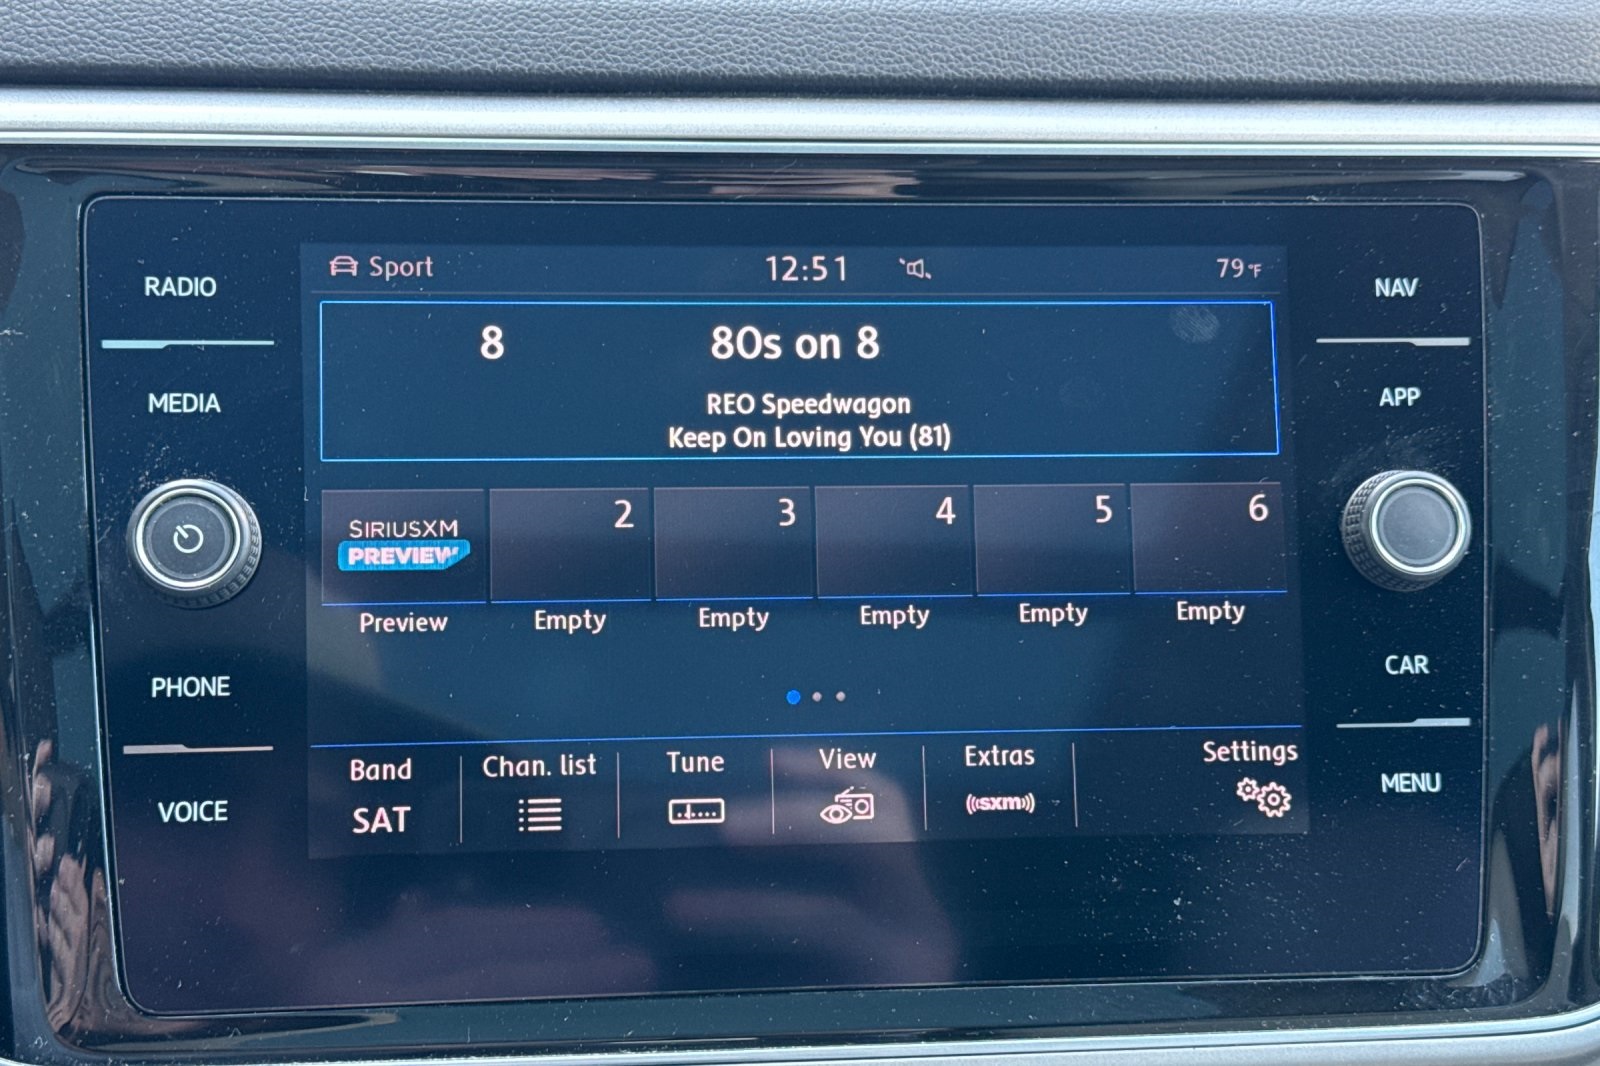 RADIO
MEDIA
PHONE
VOICE
Sport 12:51 79°F
8 80s on 8
REO Speedwagon
Keep On Loving You (81)
SIRIUSXM
PREVIEW
2 3 4 5 6
Preview Empty Empty Empty Empty Empty
Band Chan. list Tune View Extras Settings
SAT ((sxm))
NAV
APP
CAR
MENU